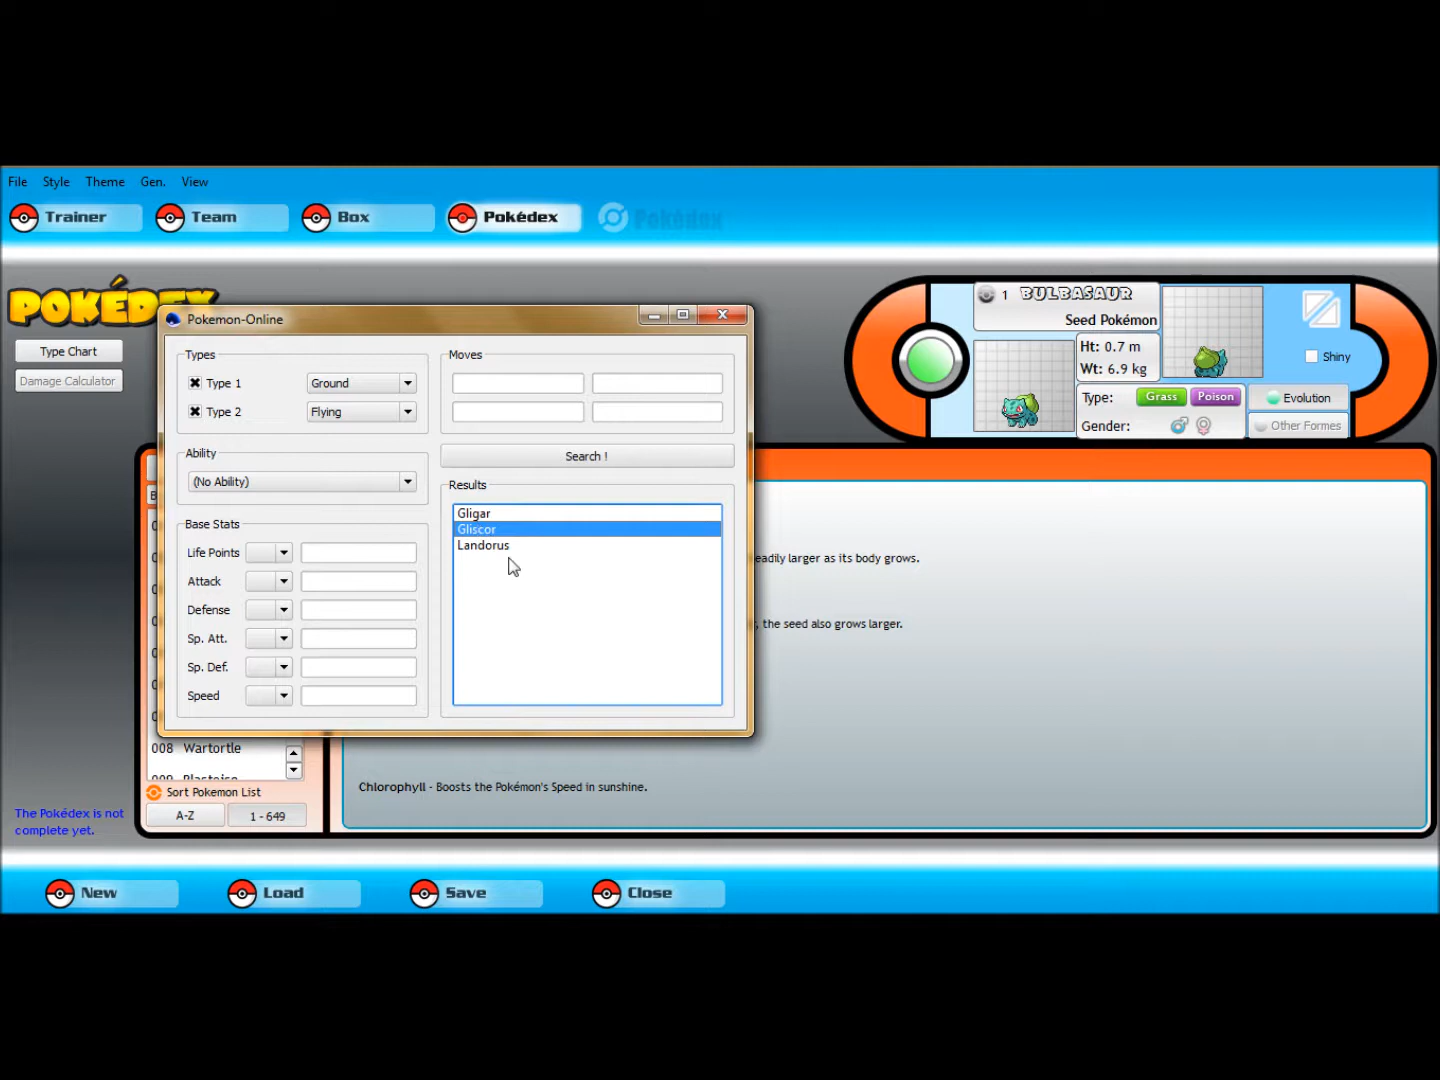 File Style Theme Gen. View
Trainer Team Box Pokédex Pokédex
Type Chart
Damage Calculator
1 BULBASAUR
Seed Pokémon
Ht: 0.7 m
Wt: 6.9 kg
Type: Grass Poison
Gender:
Shiny
Evolution
Other Formes
Pokemon-Online
Types
Type 1 Ground
Type 2 Flying
Ability
(No Ability)
Base Stats
Life Points
Attack
Defense
Sp. Att.
Sp. Def.
Speed
Moves
Search !
Results
Gligar
Gliscor
Landorus
eadily larger as its body grows.
, the seed also grows larger.
008 Wartortle
009 Blastoise
Sort Pokemon List
A-Z 1 - 649
The Pokédex is not
complete yet.
Chlorophyll - Boosts the Pokémon's Speed in sunshine.
New Load Save Close